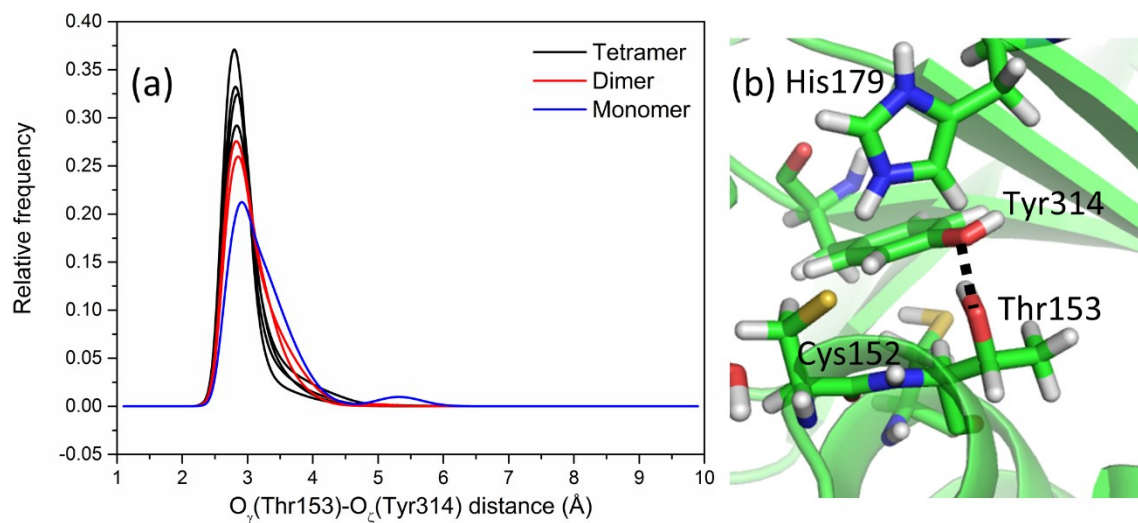 (a)
Tetramer
Dimer
Monomer
0.40
0.35
0.30
0.25
0.20
0.15
0.10
0.05
0.00
-0.05
Relative frequency
1 2 3 4 5 6 7 8 9 10
Oγ(Thr153)-Oζ(Tyr314) distance (Å)
(b)
His179
Tyr314
Thr153
Cys152